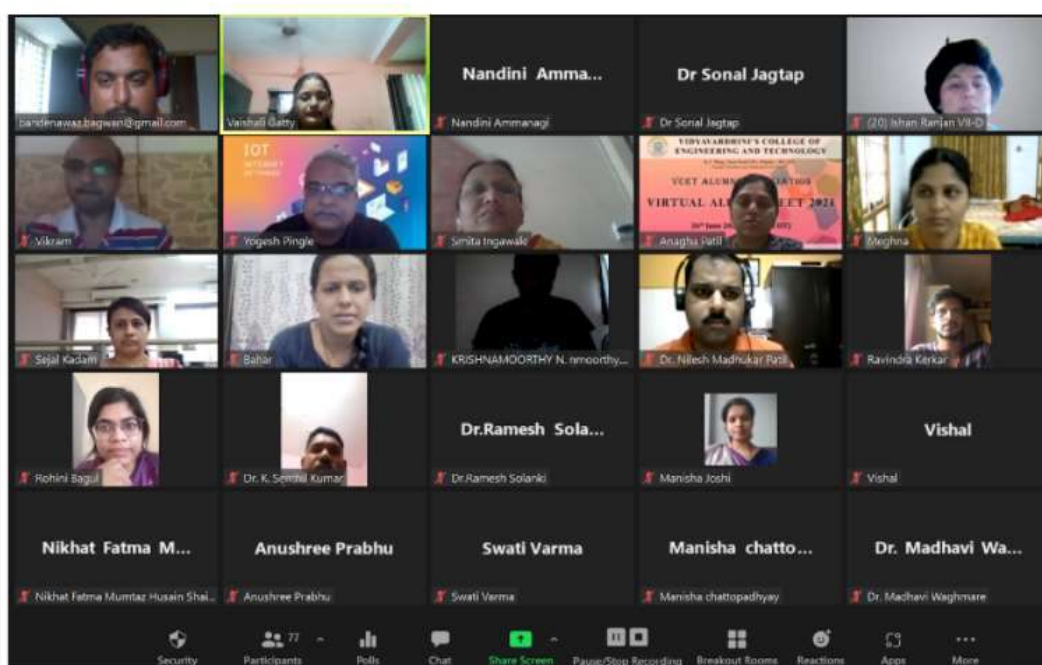 bandenawaz.bagwan@gmail.com
Vaishali Gatty
Nandini Amma...
Nandini Ammanagi
Dr Sonal Jagtap
Dr Sonal Jagtap
(20) Ishan Ranjan VII-D
Vikram
IOT
INTERNET
OF THINGS
Yogesh Pingle
Smita Ingawale
VIDYAVARDHINI'S COLLEGE OF
ENGINEERING AND TECHNOLOGY
VCET ALUMNI
VIRTUAL
MEET 2021
26th June
Anagha Patil
Meghna
Sejal Kadam
Bahar
KRISHNAMOORTHY N. nmoorthy...
Dr. Nilesh Madhukar Patil
Ravindra Kerkar
Rohini Bagul
Dr. K. Senthil Kumar
Dr.Ramesh Sola...
Dr.Ramesh Solanki
Manisha Joshi
Vishal
Vishal
Nikhat Fatma M...
Nikhat Fatma Mumtaz Husain Shai...
Anushree Prabhu
Anushree Prabhu
Swati Varma
Swati Varma
Manisha chatto...
Manisha chattopadhyay
Dr. Madhavi Wa...
Dr. Madhavi Waghmare
Security
Participants
77
Polls
Chat
Share Screen
Pause/Stop Recording
Breakout Rooms
Reactions
Apps
More